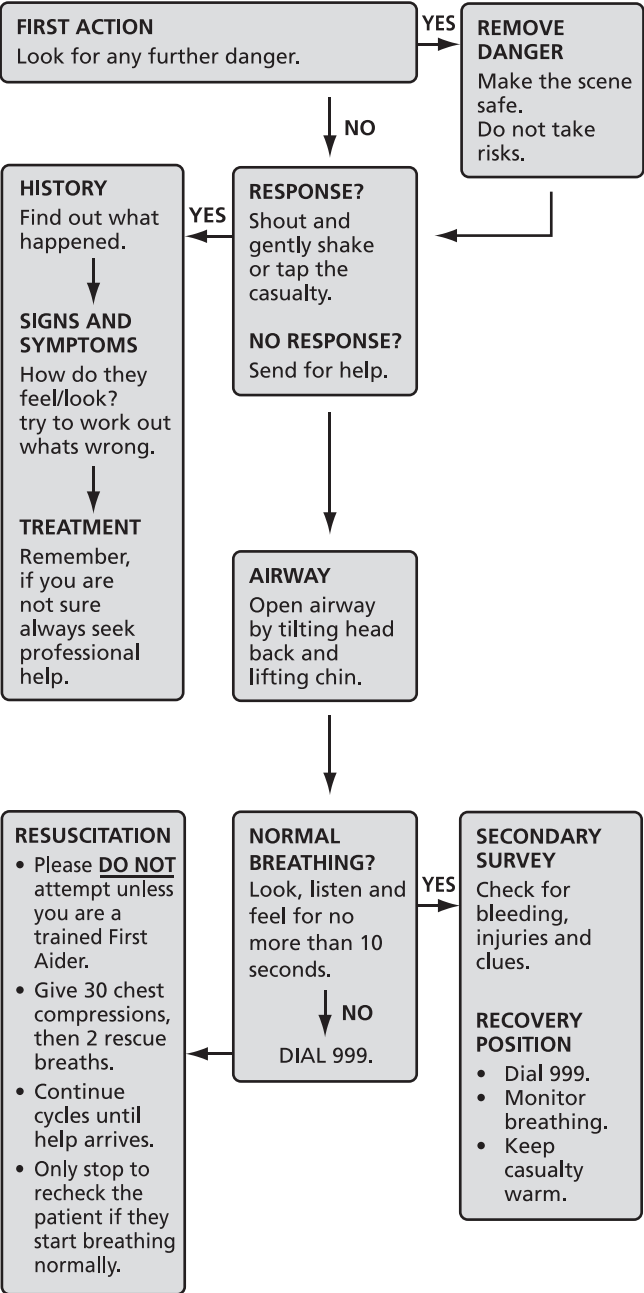 FIRST ACTION
Look for any further danger.
YES
REMOVE
DANGER
Make the scene
safe.
Do not take
risks.
NO
HISTORY
Find out what
happened.
SIGNS AND
SYMPTOMS
How do they
feel/look?
try to work out
whats wrong.
TREATMENT
Remember,
if you are
not sure
always seek
professional
help.
YES
RESPONSE?
Shout and
gently shake
or tap the
casualty.
NO RESPONSE?
Send for help.
AIRWAY
Open airway
by tilting head
back and
lifting chin.
RESUSCITATION
• Please DO NOT
attempt unless
you are a
trained First
Aider.
• Give 30 chest
compressions,
then 2 rescue
breaths.
• Continue
cycles until
help arrives.
• Only stop to
recheck the
patient if they
start breathing
normally.
NORMAL
BREATHING?
Look, listen and
feel for no
more than 10
seconds.
NO
DIAL 999.
YES
SECONDARY
SURVEY
Check for
bleeding,
injuries and
clues.
RECOVERY
POSITION
• Dial 999.
• Monitor
breathing.
• Keep
casualty
warm.